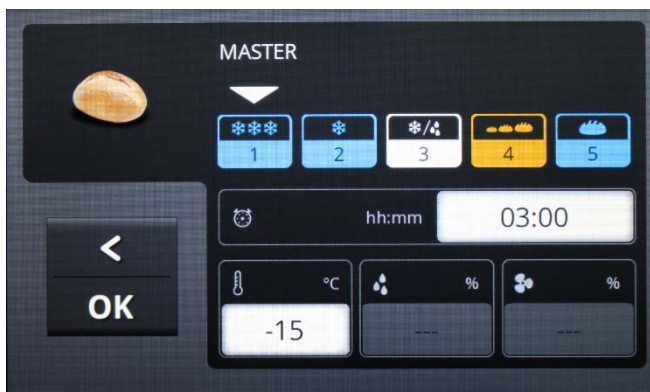 MASTER
1 2 3 4 5
hh:mm 03:00
<
OK
°C % %
-15 --- ---